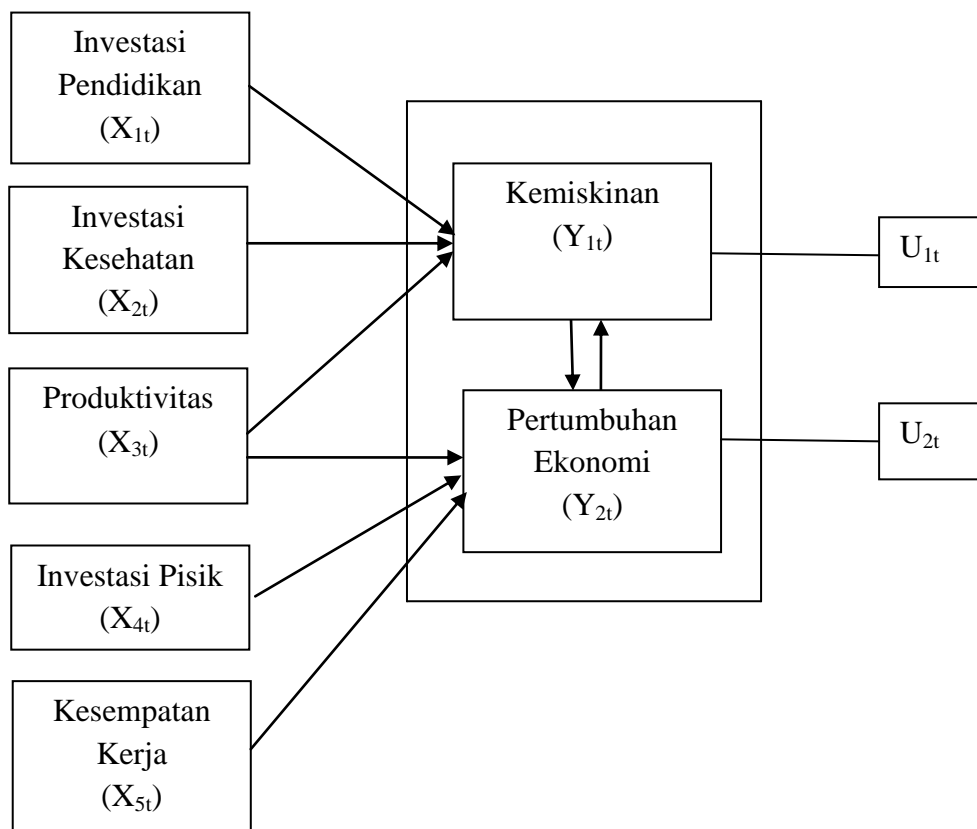 Investasi
Pendidikan
(X1t)
Investasi
Kesehatan
(X2t)
Produktivitas
(X3t)
Investasi Pisik
(X4t)
Kesempatan
Kerja
(X5t)
Kemiskinan
(Y1t)
Pertumbuhan
Ekonomi
(Y2t)
U1t
U2t